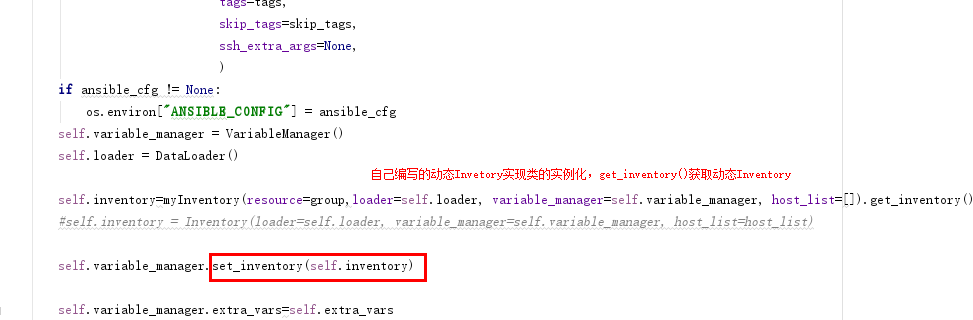 tags=tags,
skip_tags=skip_tags,
ssh_extra_args=None,
)
if ansible_cfg != None:
os.environ["ANSIBLE_CONFIG"] = ansible_cfg
self.variable_manager = VariableManager()
self.loader = DataLoader()
自己编写的动态Invetory实现类的实例化，get_inventory()获取动态Inventory
self.inventory=myInventory(resource=group,loader=self.loader, variable_manager=self.variable_manager, host_list=[]).get_inventory()
#self.inventory = Inventory(loader=self.loader, variable_manager=self.variable_manager, host_list=host_list)
self.variable_manager.set_inventory(self.inventory)
self.variable_manager.extra_vars=self.extra_vars